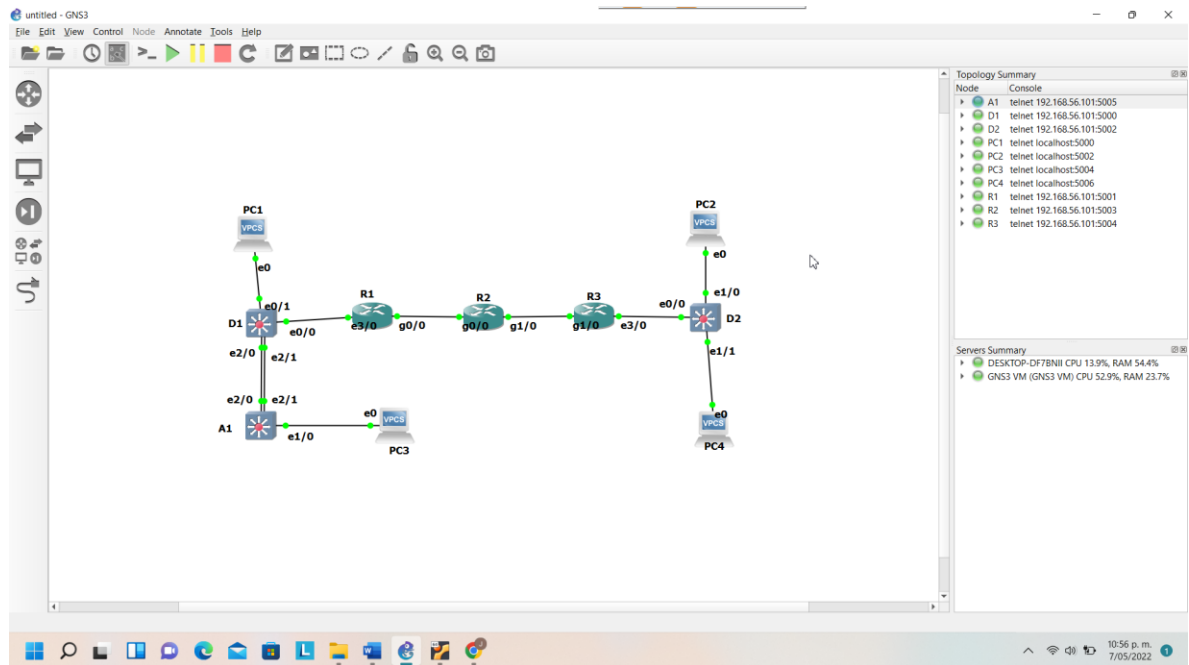 untitled - GNS3
File Edit View Control Node Annotate Tools Help
Topology Summary
Node Console
A1 telnet 192.168.56.101:5005
D1 telnet 192.168.56.101:5000
D2 telnet 192.168.56.101:5002
PC1 telnet localhost:5000
PC2 telnet localhost:5002
PC3 telnet localhost:5004
PC4 telnet localhost:5006
R1 telnet 192.168.56.101:5001
R2 telnet 192.168.56.101:5003
R3 telnet 192.168.56.101:5004
PC1
VPCS
e0
PC2
VPCS
e0
R1
R2
R3
e0/1
e0/0
e1/0
D1
e0/0
e3/0
g0/0
g0/0
g1/0
g1/0
e3/0
D2
e2/0
e2/1
e1/1
e2/0
e2/1
A1
e1/0
e0
VPCS
PC3
e0
VPCS
PC4
Servers Summary
DESKTOP-DF7BNII CPU 13.9%, RAM 54.4%
GNS3 VM (GNS3 VM) CPU 52.9%, RAM 23.7%
L
W
10:56 p. m.
7/05/2022
1